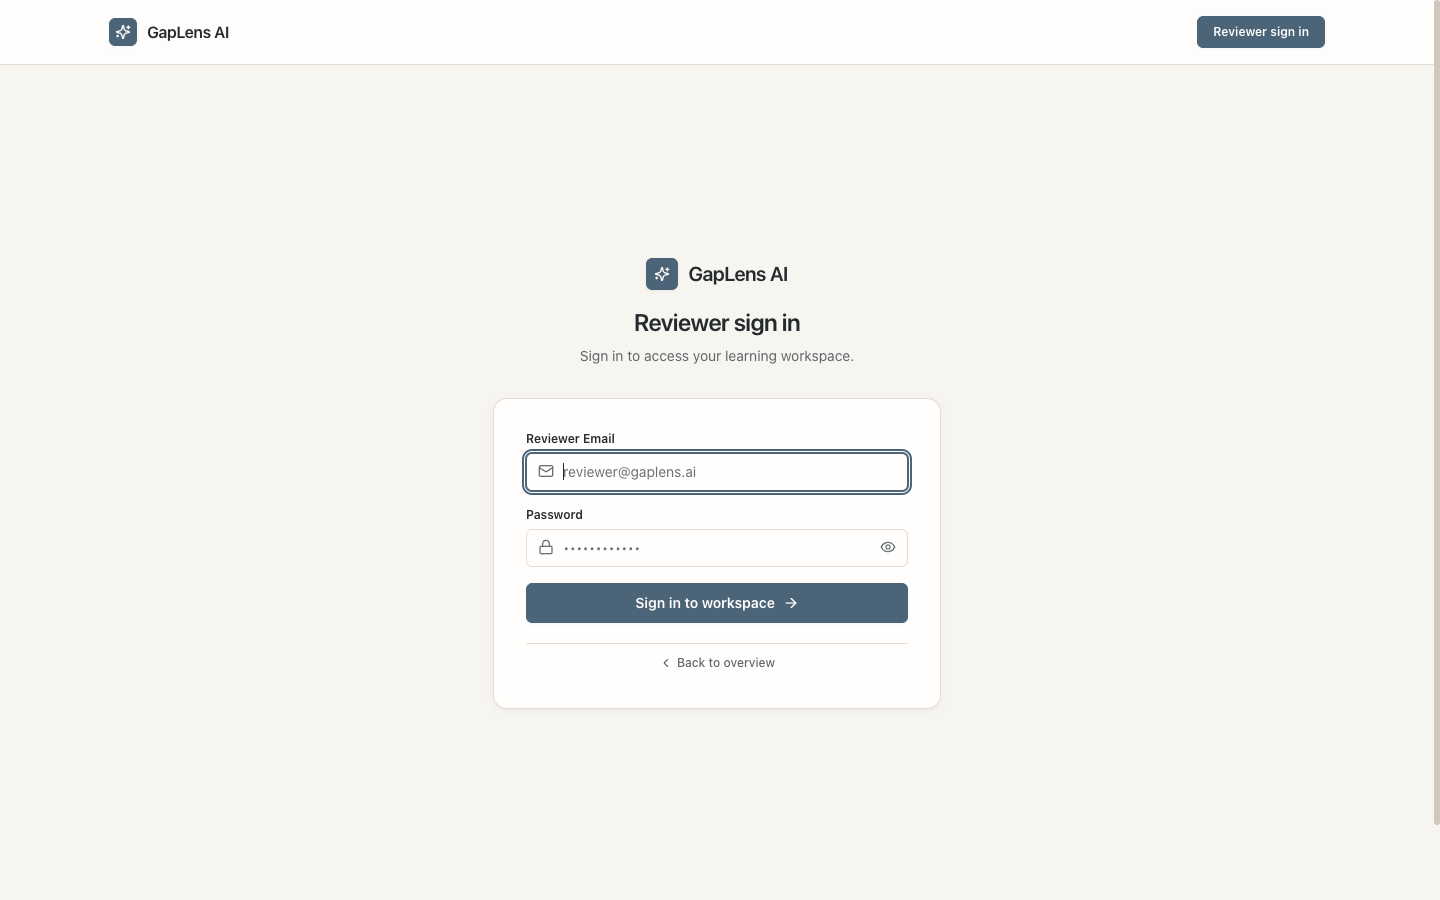 GapLens AI
Reviewer sign in
GapLens AI
Reviewer sign in
Sign in to access your learning workspace.
Reviewer Email
reviewer@gaplens.ai
Password
••••••••••••
Sign in to workspace
Back to overview